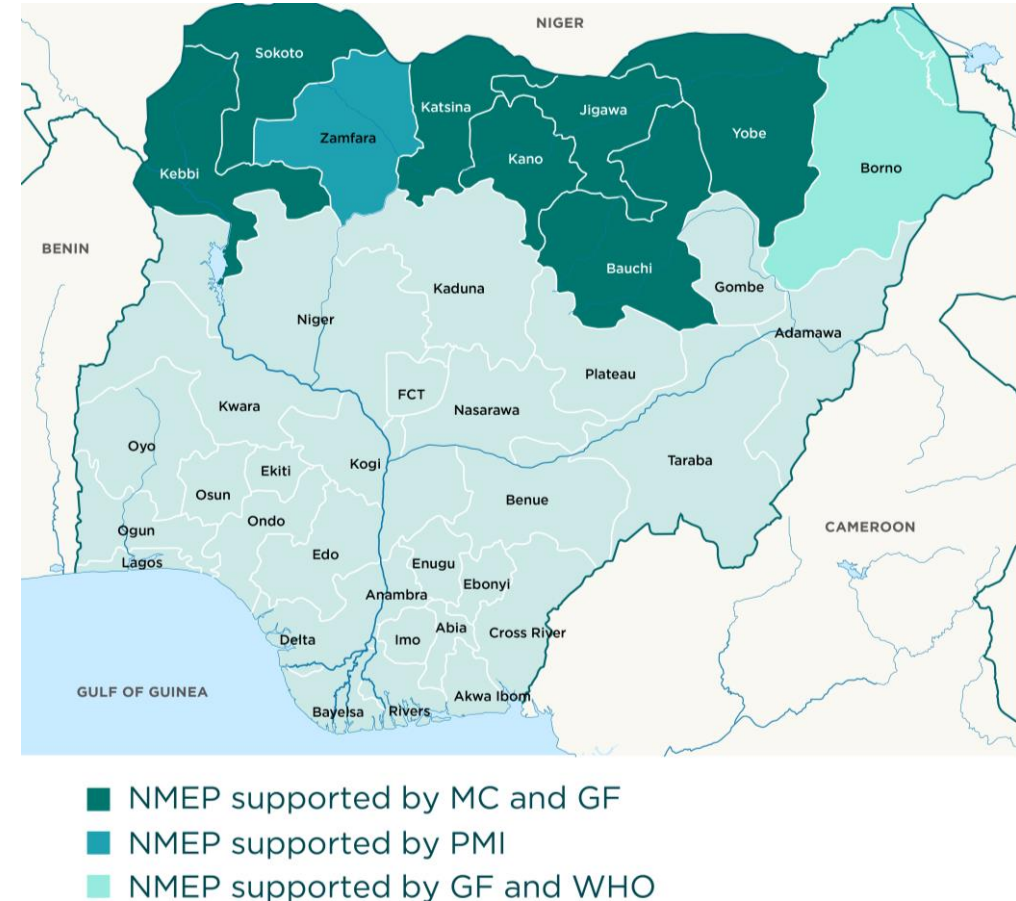 NIGER
Sokoto
Katsina
Jigawa
Zamfara
Yobe
Kano
Borno
Kebbi
BENIN
Bauchi
Kaduna
Gombe
Niger
Adamawa
Plateau
FCT
Nasarawa
Kwara
Oyo
Kogi
Taraba
Ekiti
Osun
Benue
Ondo
CAMEROON
Ogun
Edo
Lagos
Enugu
Ebonyi
Anambra
Abia
Cross River
Delta
Imo
GULF OF GUINEA
Akwa Ibom
Bayelsa
Rivers
NMEP supported by MC and GF
NMEP supported by PMI
NMEP supported by GF and WHO